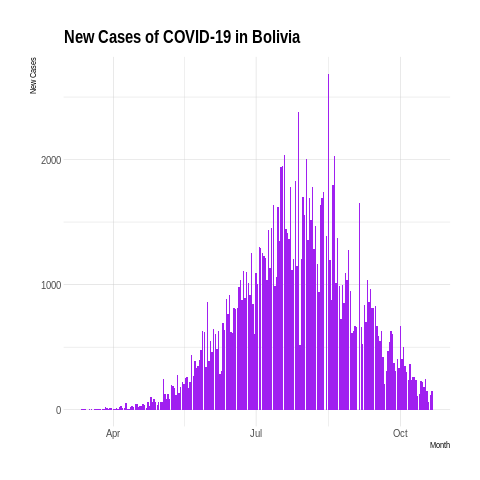 New Cases of COVID-19 in Bolivia
New Cases
2000
1000
0
Apr
Jul
Oct
Month